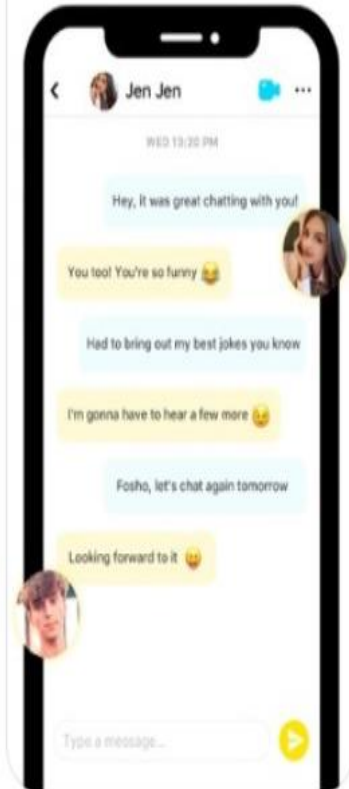 Jen Jen
WED 13:20 PM
Hey, it was great chatting with you!
You too! You're so funny 😂
Had to bring out my best jokes you know
I'm gonna have to hear a few more 😉
Fosho, let's chat again tomorrow
Looking forward to it 😛
Type a message...